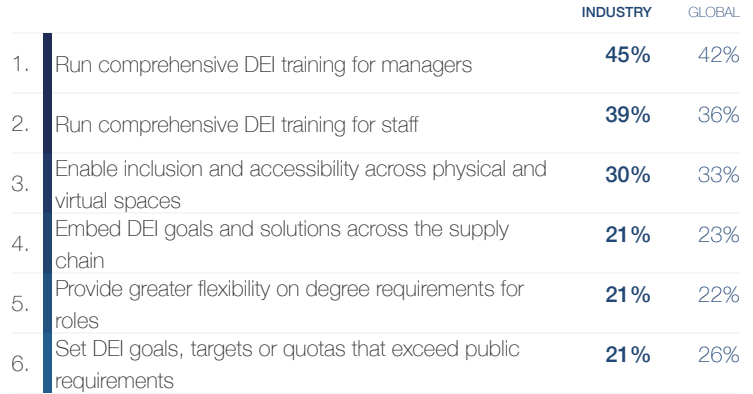 INDUSTRY GLOBAL
1. Run comprehensive DEI training for managers 45% 42%
2. Run comprehensive DEI training for staff 39% 36%
3. Enable inclusion and accessibility across physical and 30% 33%
virtual spaces
4. Embed DEI goals and solutions across the supply 21% 23%
chain
5. Provide greater flexibility on degree requirements for 21% 22%
roles
6. Set DEI goals, targets or quotas that exceed public 21% 26%
requirements